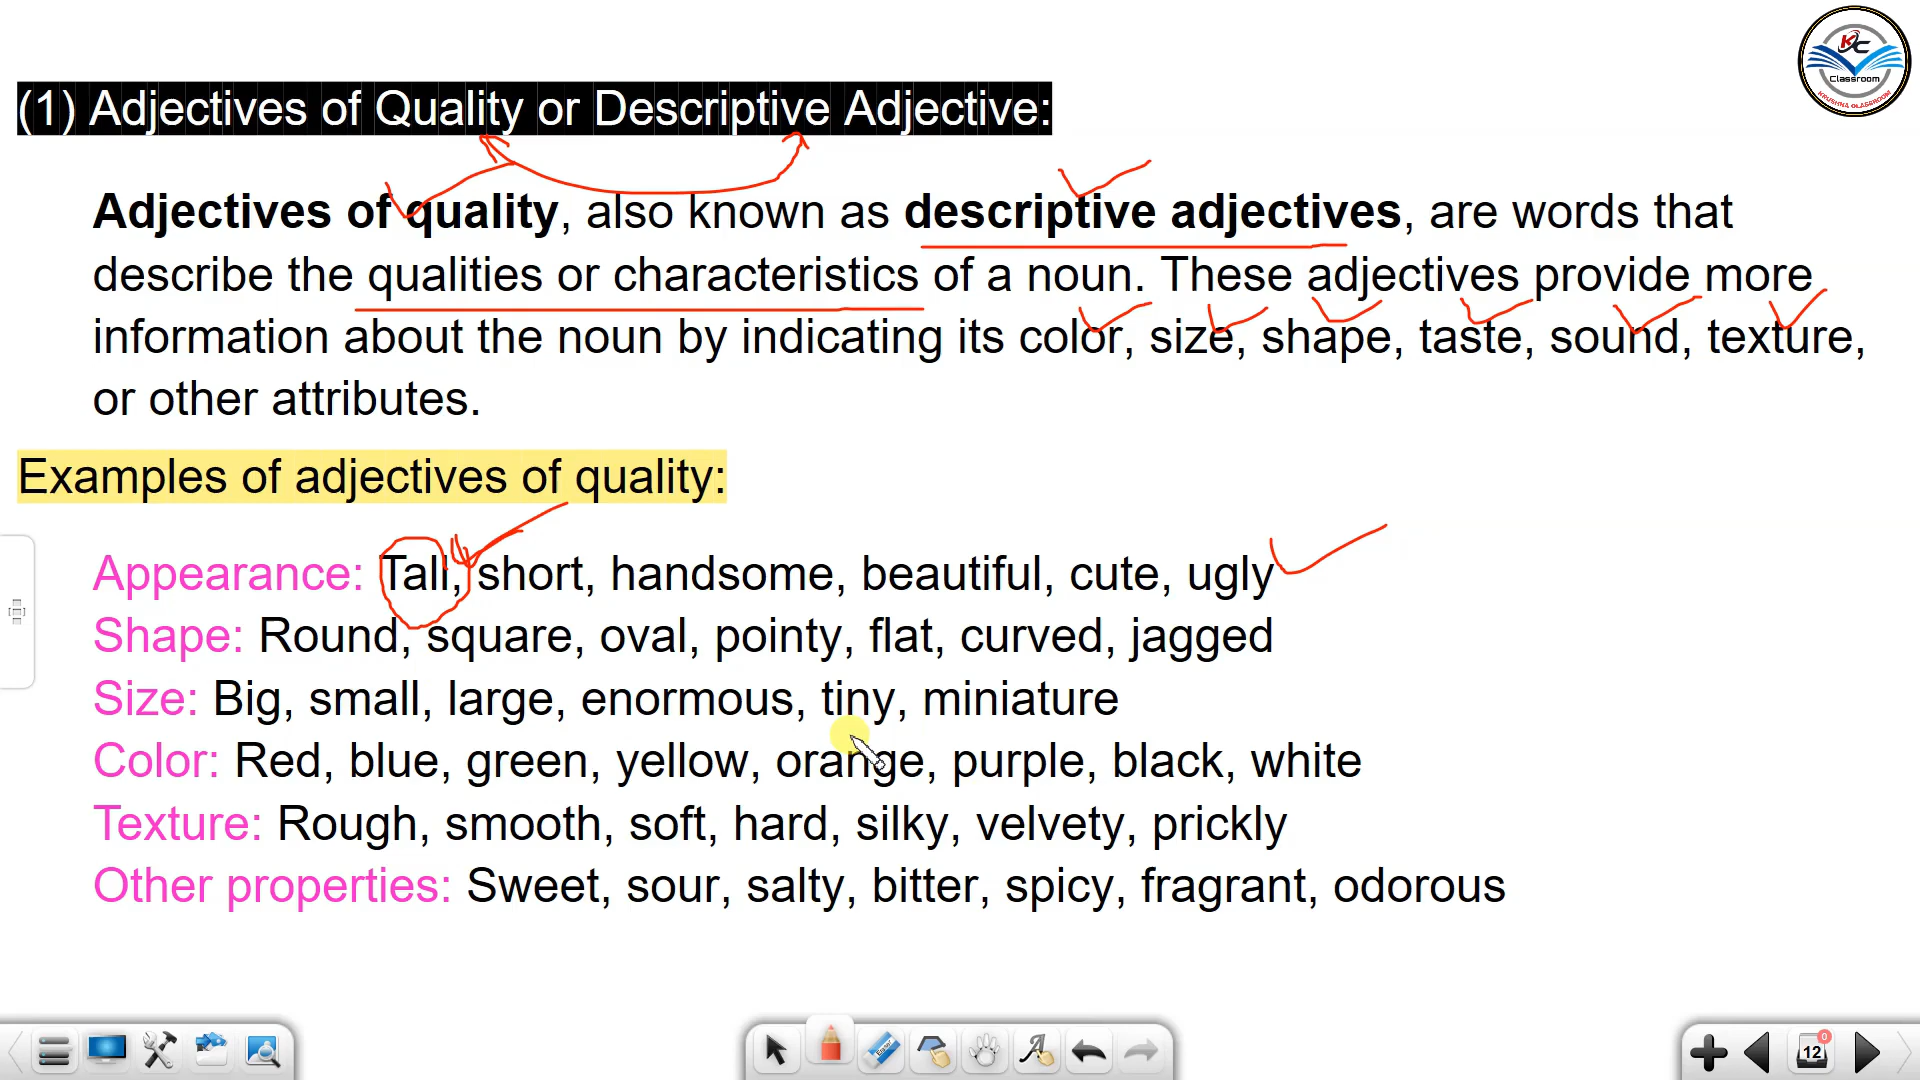 KC
Classroom
KRUSHNA CLASSROOM
(1) Adjectives of Quality or Descriptive Adjective:
Adjectives of quality, also known as descriptive adjectives, are words that
describe the qualities or characteristics of a noun. These adjectives provide more
information about the noun by indicating its color, size, shape, taste, sound, texture,
or other attributes.
Examples of adjectives of quality:
Appearance: Tall, short, handsome, beautiful, cute, ugly
Shape: Round, square, oval, pointy, flat, curved, jagged
Size: Big, small, large, enormous, tiny, miniature
Color: Red, blue, green, yellow, orange, purple, black, white
Texture: Rough, smooth, soft, hard, silky, velvety, prickly
Other properties: Sweet, sour, salty, bitter, spicy, fragrant, odorous
Eraser
A
0
12